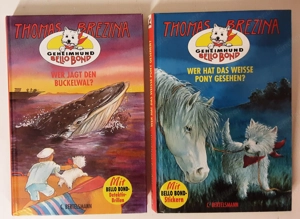 THOMAS BREZINA
GEHEIMHUND
BELLO BOND
WER JAGT DEN
BUCKELWAL?
Mit
BELLO BOND-
Detektiv-
Brillen
C. BERTELSMANN
THOMAS BREZINA
GEHEIMHUND
BELLO BOND
WER HAT DAS WEISSE
PONY GESEHEN?
Mit
BELLO BOND-
Stickern
C. BERTELSMANN